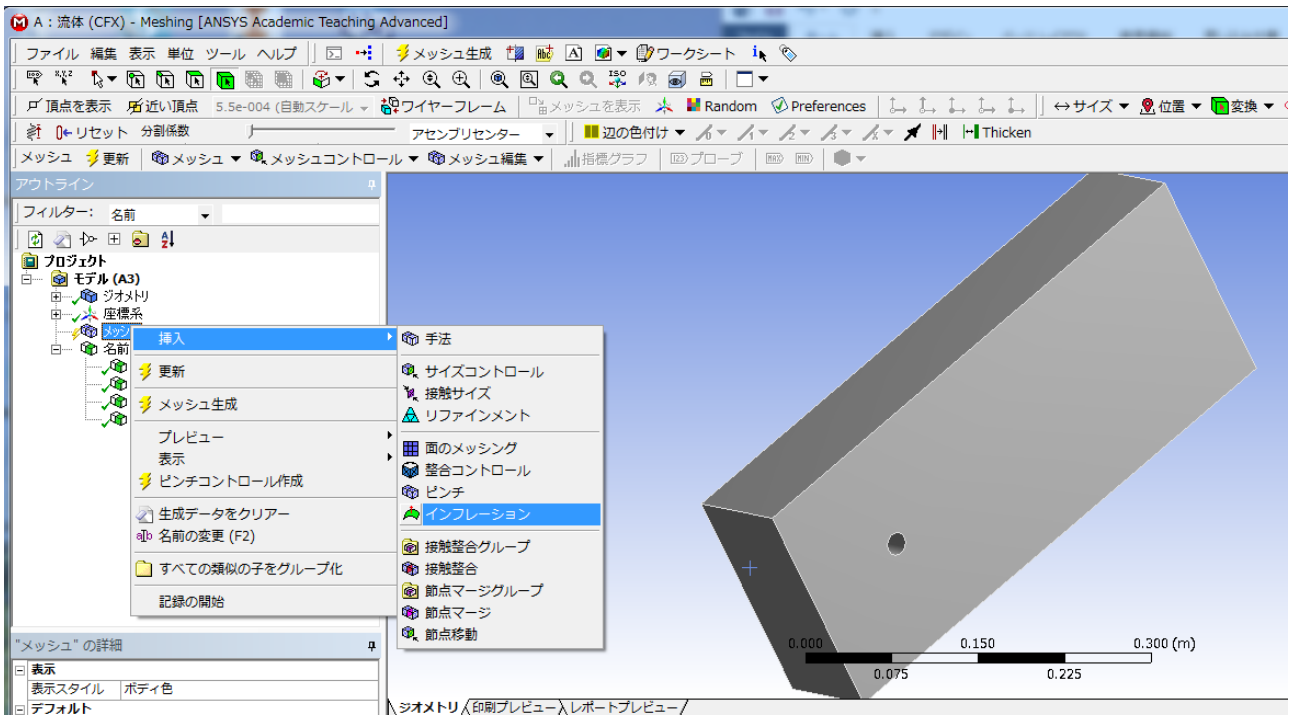 A : 流体 (CFX) - Meshing [ANSYS Academic Teaching Advanced]
ファイル 編集 表示 単位 ツール ヘルプ メッシュ生成 ワークシート
頂点を表示 近い頂点 5.5e-004 (自動スケール ワイヤーフレーム メッシュを表示 Random Preferences サイズ 位置 変換
リセット 分割係数 アセンブリセンター 辺の色付け Thicken
メッシュ 更新 メッシュ メッシュコントロール メッシュ編集 指標グラフ プローブ MAX MIN
アウトライン
フィルター: 名前
プロジェクト
モデル (A3)
ジオメトリ
座標系
メッシ
名前
挿入
更新
メッシュ生成
プレビュー
表示
ピンチコントロール作成
生成データをクリアー
名前の変更 (F2)
すべての類似の子をグループ化
記録の開始
手法
サイズコントロール
接触サイズ
リファインメント
面のメッシング
整合コントロール
ピンチ
インフレーション
接触整合グループ
接触整合
節点マージグループ
節点マージ
節点移動
0.000 0.150 0.300 (m)
0.075 0.225
"メッシュ" の詳細
表示
表示スタイル ボディ色
デフォルト
ジオメトリ 印刷プレビュー レポートプレビュー